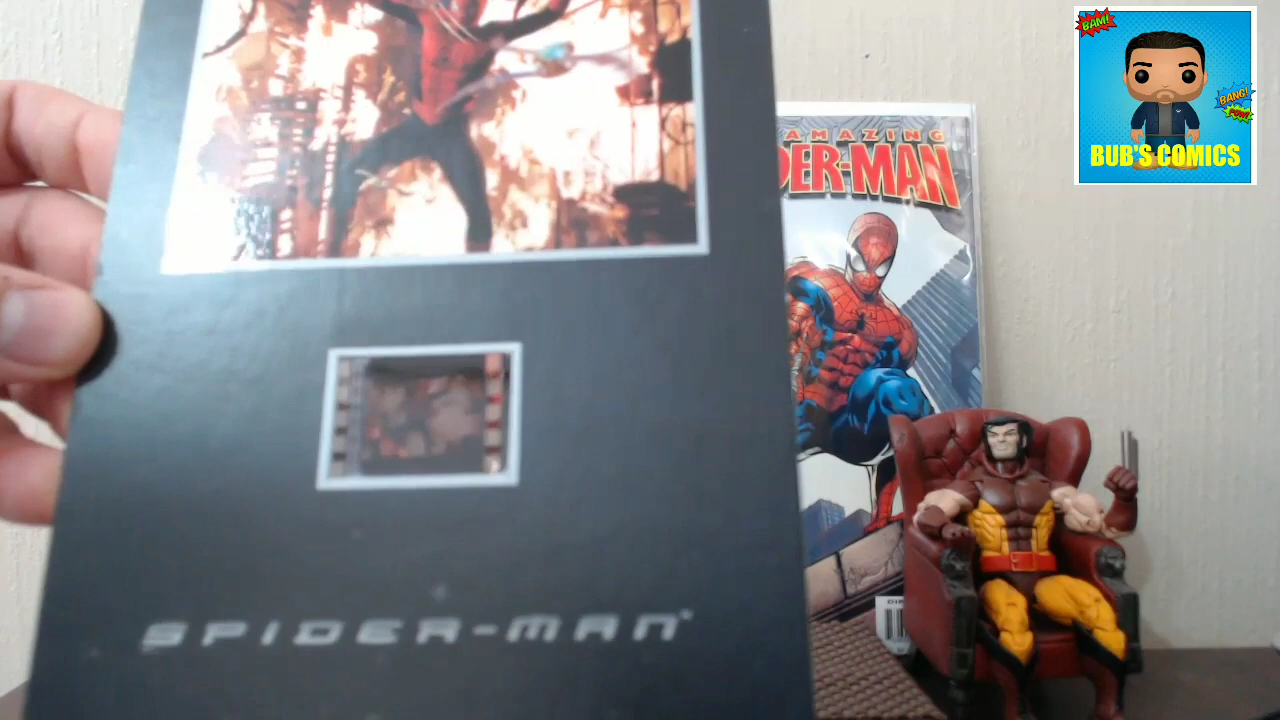 BAM!
BANG!
POW!
BUB'S COMICS
AMAZING
DER-MAN
SPIDER-MAN